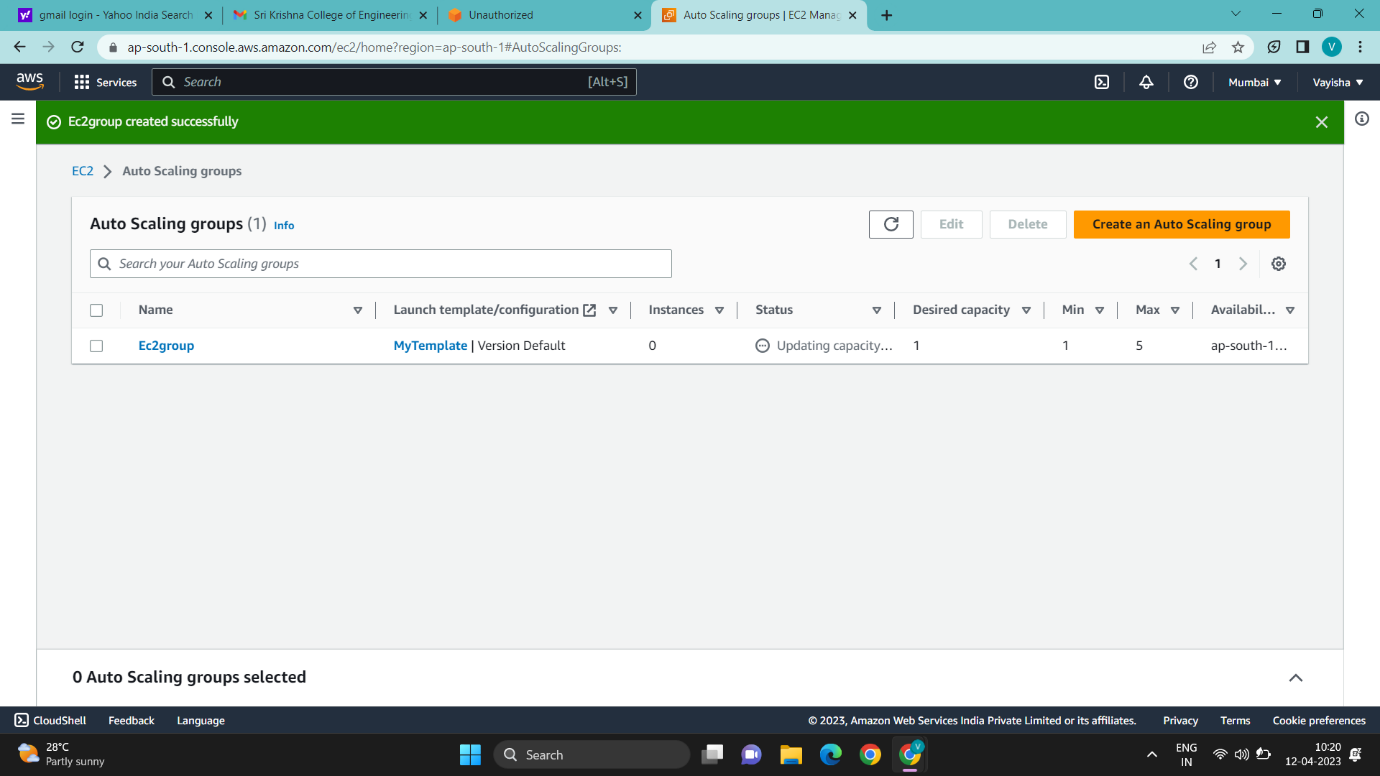 gmail login - Yahoo India Search
Sri Krishna College of Engineering
Unauthorized
Auto Scaling groups | EC2 Manag
ap-south-1.console.aws.amazon.com/ec2/home?region=ap-south-1#AutoScalingGroups:
V
aws
Services
Search
[Alt+S]
Mumbai
Vayisha
Ec2group created successfully
EC2
Auto Scaling groups
Auto Scaling groups (1) Info
Edit
Delete
Create an Auto Scaling group
Search your Auto Scaling groups
1
Name
Launch template/configuration
Instances
Status
Desired capacity
Min
Max
Availabil...
Ec2group
MyTemplate | Version Default
0
Updating capacity...
1
1
5
ap-south-1...
0 Auto Scaling groups selected
CloudShell
Feedback
Language
© 2023, Amazon Web Services India Private Limited or its affiliates.
Privacy
Terms
Cookie preferences
28°C
Partly sunny
Search
V
ENG
IN
10:20
12-04-2023